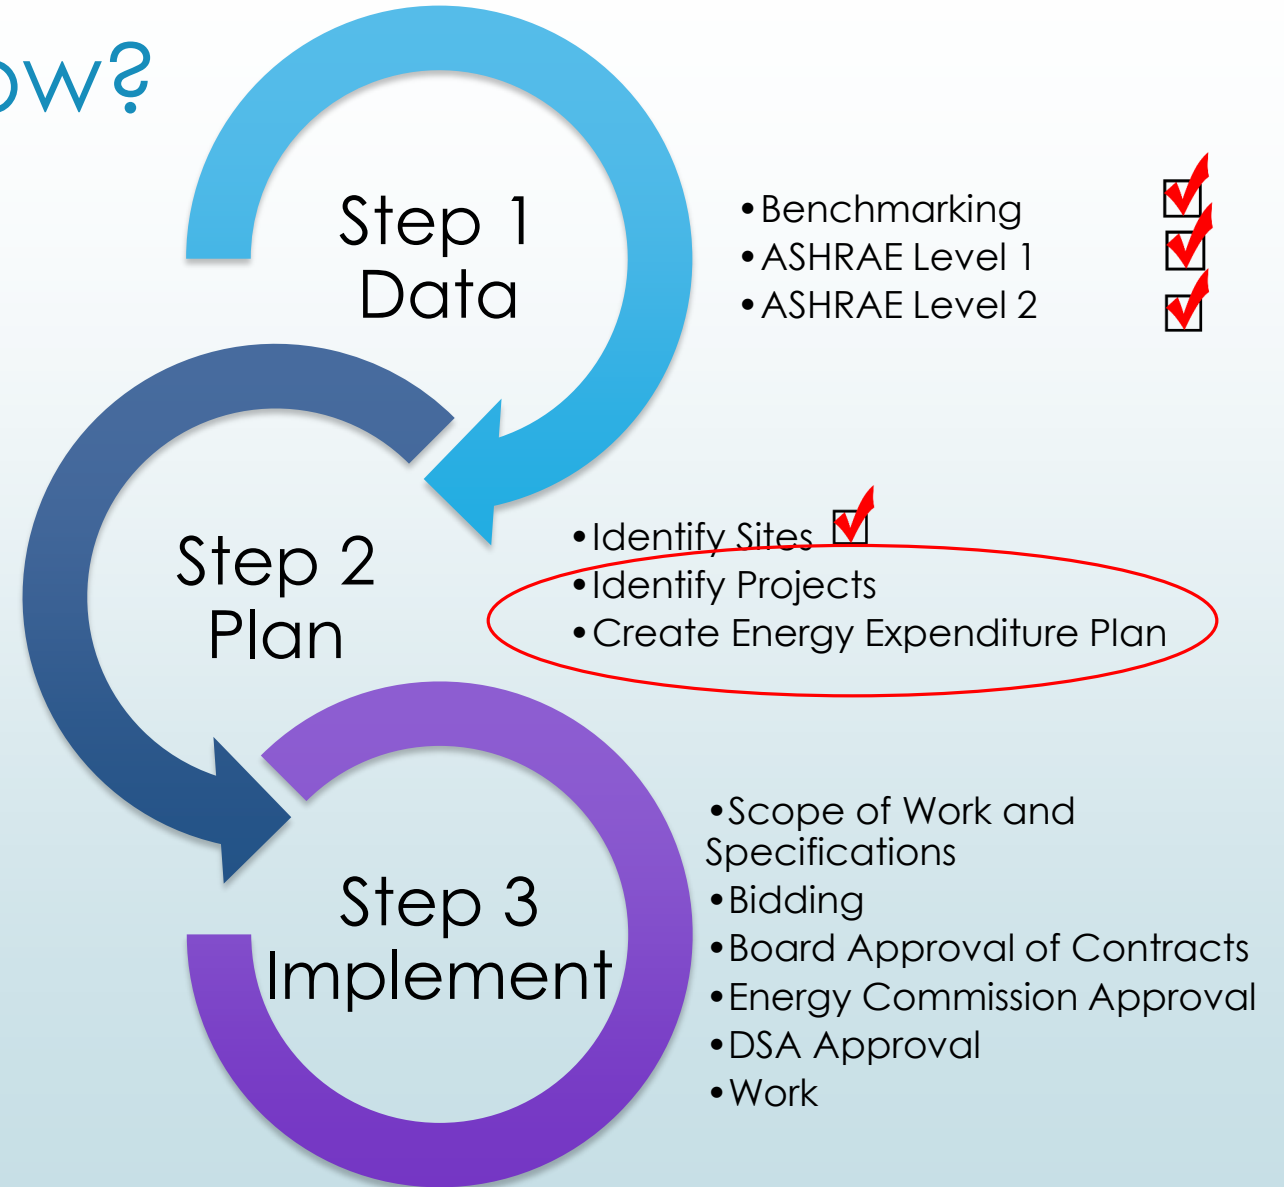 ow?
Step 1
Data
•Benchmarking
•ASHRAE Level 1
•ASHRAE Level 2
Step 2
Plan
•Identify Sites
•Identify Projects
•Create Energy Expenditure Plan
Step 3
Implement
•Scope of Work and
Specifications
•Bidding
•Board Approval of Contracts
•Energy Commission Approval
•DSA Approval
•Work